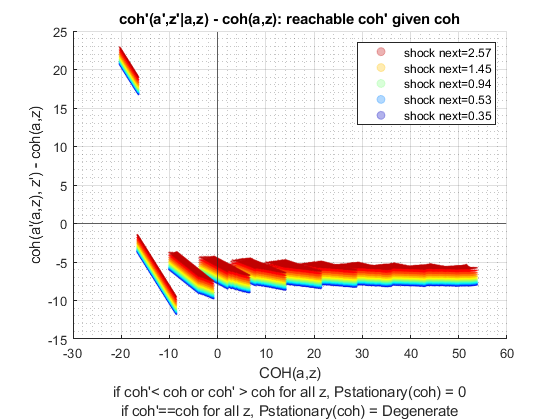 coh'(a',z'|a,z) - coh(a,z): reachable coh' given coh
25
20
15
10
5
0
-5
-10
-15
coh(a'(a,z), z') - coh(a,z)
shock next=2.57
shock next=1.45
shock next=0.94
shock next=0.53
shock next=0.35
-30 -20 -10 0 10 20 30 40 50 60
COH(a,z)
if coh'< coh or coh' > coh for all z, Pstationary(coh) = 0
if coh'==coh for all z, Pstationary(coh) = Degenerate